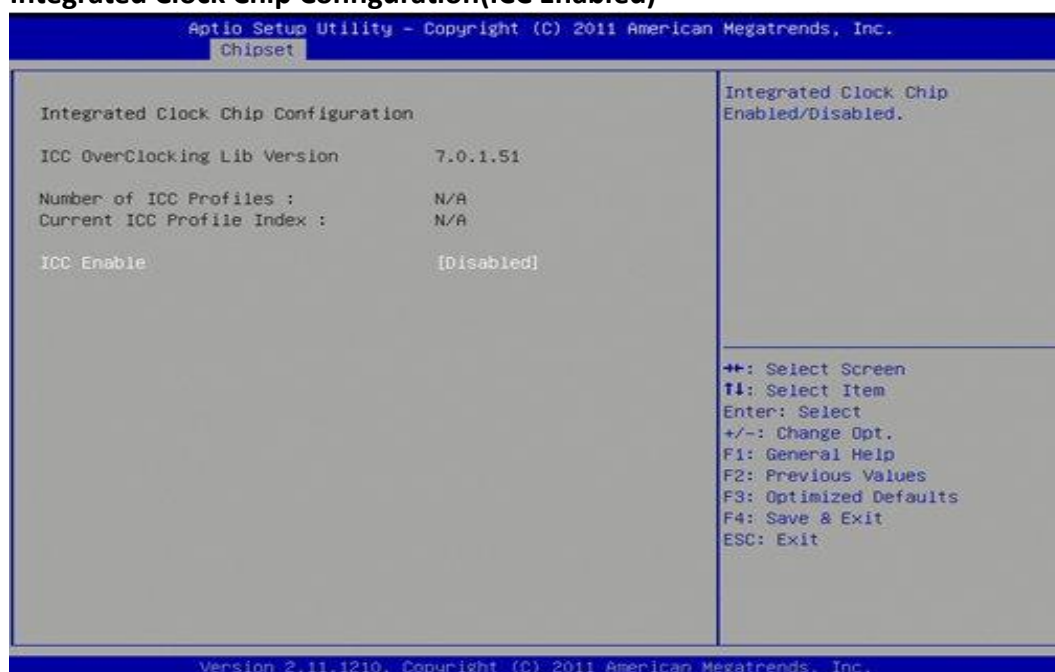 Integrated Clock Chip Configuration(ICC Enabled)
Aptio Setup Utility - Copyright (C) 2011 American Megatrends, Inc.
Chipset
Integrated Clock Chip Configuration
ICC OverClocking Lib Version 7.0.1.51
Number of ICC Profiles : N/A
Current ICC Profile Index : N/A
ICC Enable [Disabled]
Integrated Clock Chip
Enabled/Disabled.
→←: Select Screen
↑↓: Select Item
Enter: Select
+/-: Change Opt.
F1: General Help
F2: Previous Values
F3: Optimized Defaults
F4: Save & Exit
ESC: Exit
Version 2.11.1210. Copyright (C) 2011 American Megatrends, Inc.